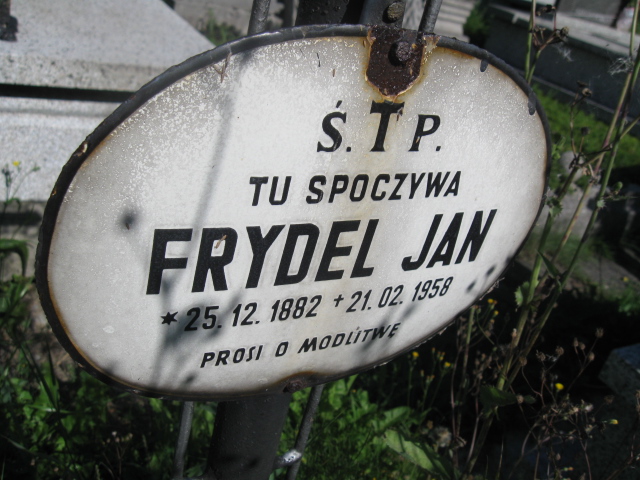 Ś. T P.
TU SPOCZYWA
FRYDEL JAN
* 25. 12. 1882 + 21. 02. 1958
PROSI O MODLITWĘ